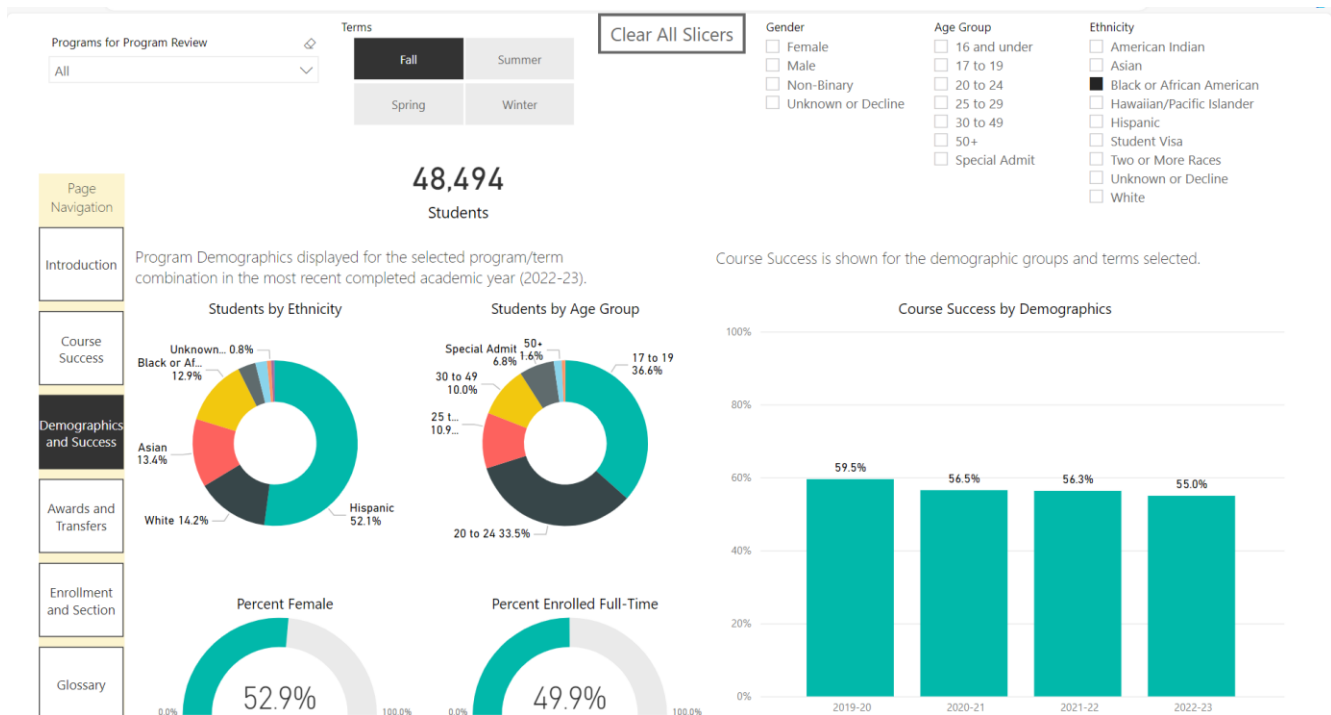 Programs for Program Review
All
Terms
Fall
Summer
Spring
Winter
Clear All Slicers
Gender
Female
Male
Non-Binary
Unknown or Decline
Age Group
16 and under
17 to 19
20 to 24
25 to 29
30 to 49
50+
Special Admit
Ethnicity
American Indian
Asian
Black or African American
Hawaiian/Pacific Islander
Hispanic
Student Visa
Two or More Races
Unknown or Decline
White
48,494
Students
Page
Navigation
Introduction
Course
Success
Demographics
and Success
Awards and
Transfers
Enrollment
and Section
Glossary
Program Demographics displayed for the selected program/term
combination in the most recent completed academic year (2022-23).
Students by Ethnicity
Unknown... 0.8%
Black or Af...
12.9%
Asian
13.4%
White 14.2%
Hispanic
52.1%
Students by Age Group
Special Admit
6.8%
50+
1.6%
17 to 19
36.6%
30 to 49
10.0%
25 t...
10.9...
20 to 24 33.5%
Percent Female
52.9%
0.0%
100.0%
Percent Enrolled Full-Time
49.9%
0.0%
100.0%
Course Success is shown for the demographic groups and terms selected.
Course Success by Demographics
100%
80%
60%
40%
20%
0%
59.5%
56.5%
56.3%
55.0%
2019-20
2020-21
2021-22
2022-23